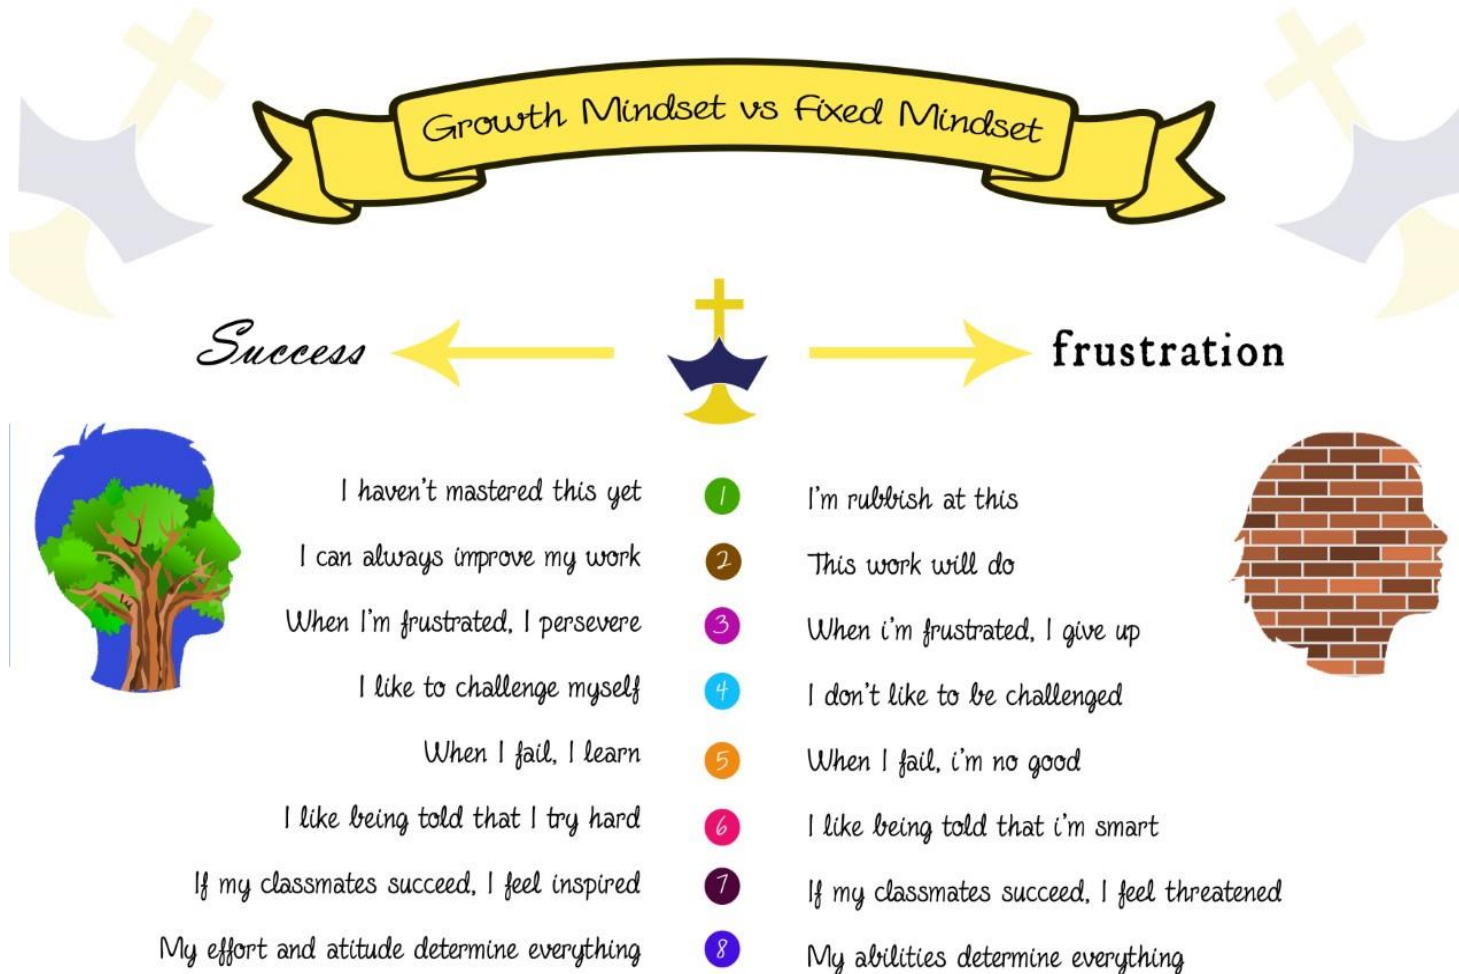 Growth Mindset vs Fixed Mindset
Success
frustration
I haven't mastered this yet
1
I'm rubbish at this
I can always improve my work
2
This work will do
When I'm frustrated, I persevere
3
When i'm frustrated, I give up
I like to challenge myself
4
I don't like to be challenged
When I fail, I learn
5
When I fail, i'm no good
I like being told that I try hard
6
I like being told that i'm smart
If my classmates succeed, I feel inspired
7
If my classmates succeed, I feel threatened
My effort and atitude determine everything
8
My abilities determine everything